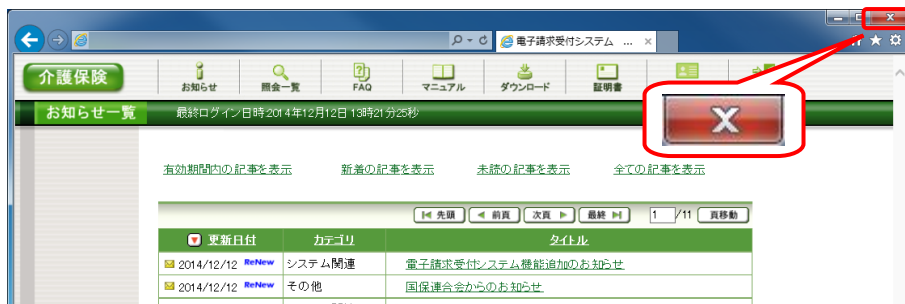 電子請求受付システム ...
介護保険
お知らせ 照会一覧 FAQ マニュアル ダウンロード 証明書
お知らせ一覧 最終ログイン日時:2014年12月12日 13時21分25秒
X
有効期間内の記事を表示 新着の記事を表示 未読の記事を表示 全ての記事を表示
先頭 前頁 次頁 最終 1 /11 頁移動
更新日付 カテゴリ タイトル
2014/12/12 ReNew システム関連 電子請求受付システム機能追加のお知らせ
2014/12/12 ReNew その他 国保連合会からのお知らせ